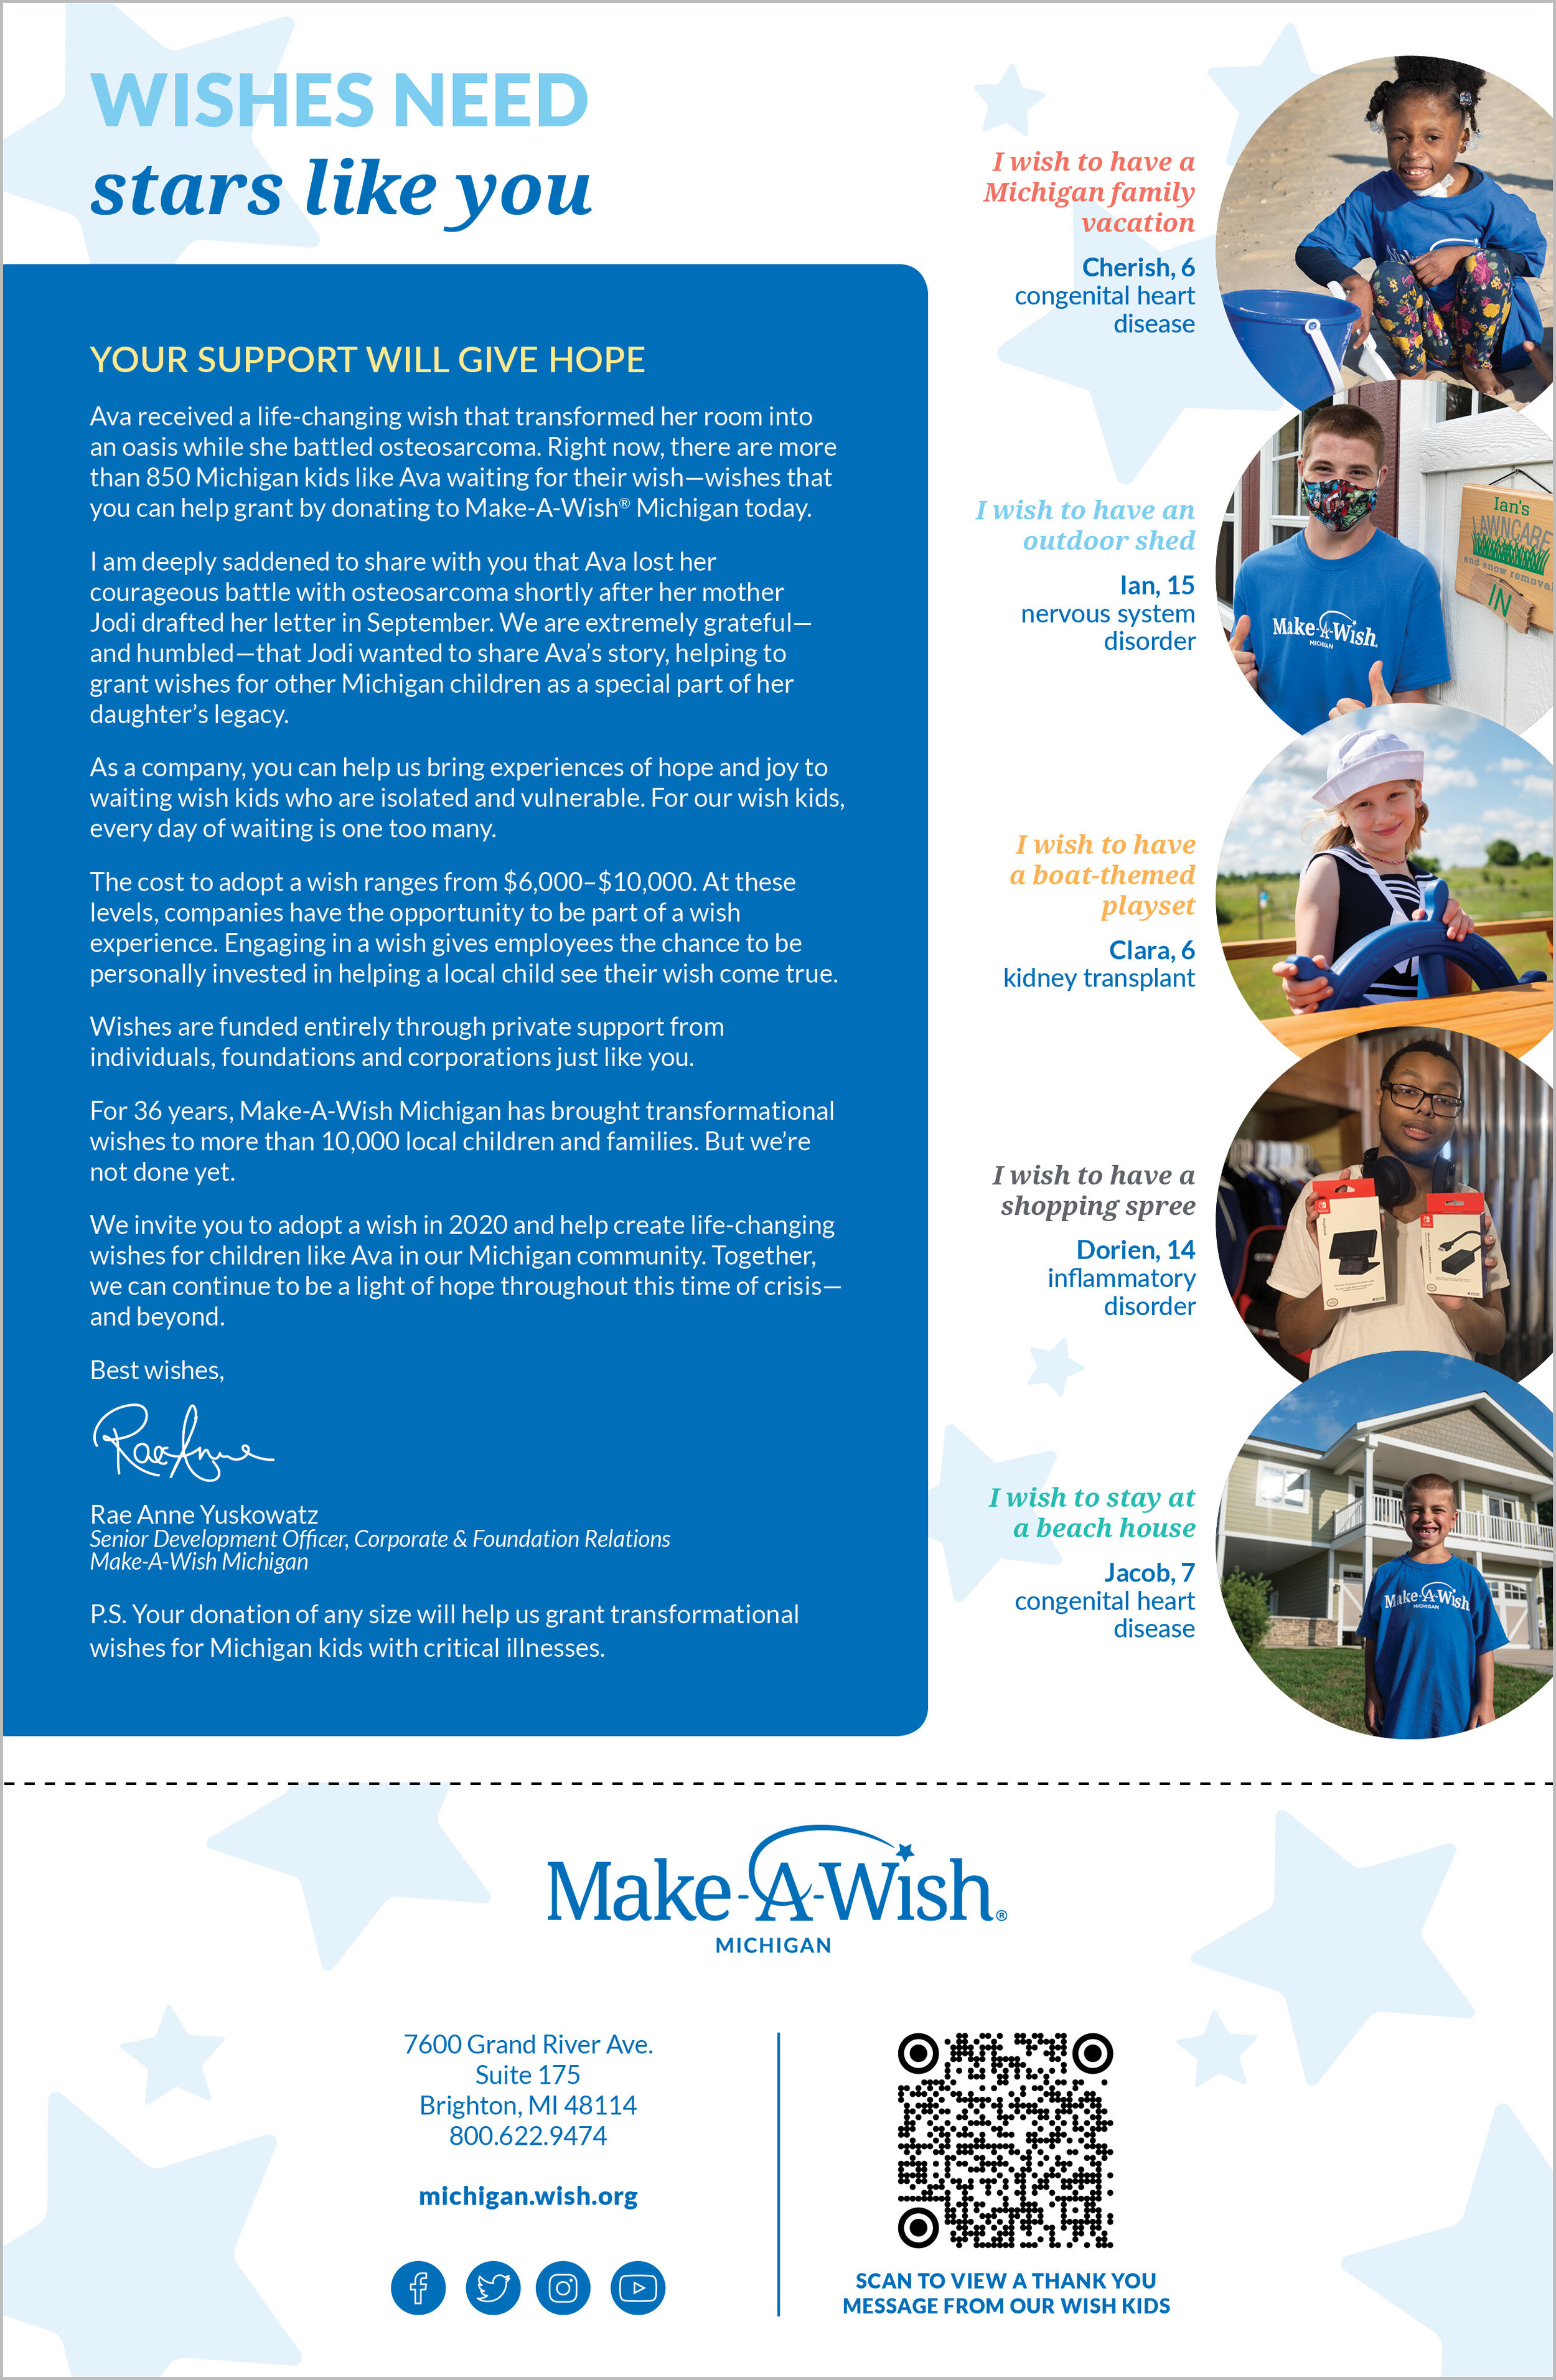 WISHES NEED
stars like you
YOUR SUPPORT WILL GIVE HOPE
Ava received a life-changing wish that transformed her room into
an oasis while she battled osteosarcoma. Right now, there are more
than 850 Michigan kids like Ava waiting for their wish—wishes that
you can help grant by donating to Make-A-Wish® Michigan today.
I am deeply saddened to share with you that Ava lost her
courageous battle with osteosarcoma shortly after her mother
Jodi drafted her letter in September. We are extremely grateful—
and humbled—that Jodi wanted to share Ava’s story, helping to
grant wishes for other Michigan children as a special part of her
daughter’s legacy.
As a company, you can help us bring experiences of hope and joy to
waiting wish kids who are isolated and vulnerable. For our wish kids,
every day of waiting is one too many.
The cost to adopt a wish ranges from $6,000–$10,000. At these
levels, companies have the opportunity to be part of a wish
experience. Engaging in a wish gives employees the chance to be
personally invested in helping a local child see their wish come true.
Wishes are funded entirely through private support from
individuals, foundations and corporations just like you.
For 36 years, Make-A-Wish Michigan has brought transformational
wishes to more than 10,000 local children and families. But we’re
not done yet.
We invite you to adopt a wish in 2020 and help create life-changing
wishes for children like Ava in our Michigan community. Together,
we can continue to be a light of hope throughout this time of crisis—
and beyond.
Best wishes,
Rae Anne
Rae Anne Yuskowatz
Senior Development Officer, Corporate & Foundation Relations
Make-A-Wish Michigan
P.S. Your donation of any size will help us grant transformational
wishes for Michigan kids with critical illnesses.
I wish to have a
Michigan family
vacation
Cherish, 6
congenital heart
disease
I wish to have an
outdoor shed
Ian, 15
nervous system
disorder
Ian's
LAWNCARE
and snow removal
IN
Make-A-Wish
MICHIGAN
I wish to have
a boat-themed
playset
Clara, 6
kidney transplant
I wish to have a
shopping spree
Dorien, 14
inflammatory
disorder
I wish to stay at
a beach house
Jacob, 7
congenital heart
disease
Make-A-Wish
MICHIGAN
Make-A-Wish®
MICHIGAN
7600 Grand River Ave.
Suite 175
Brighton, MI 48114
800.622.9474
michigan.wish.org
SCAN TO VIEW A THANK YOU
MESSAGE FROM OUR WISH KIDS